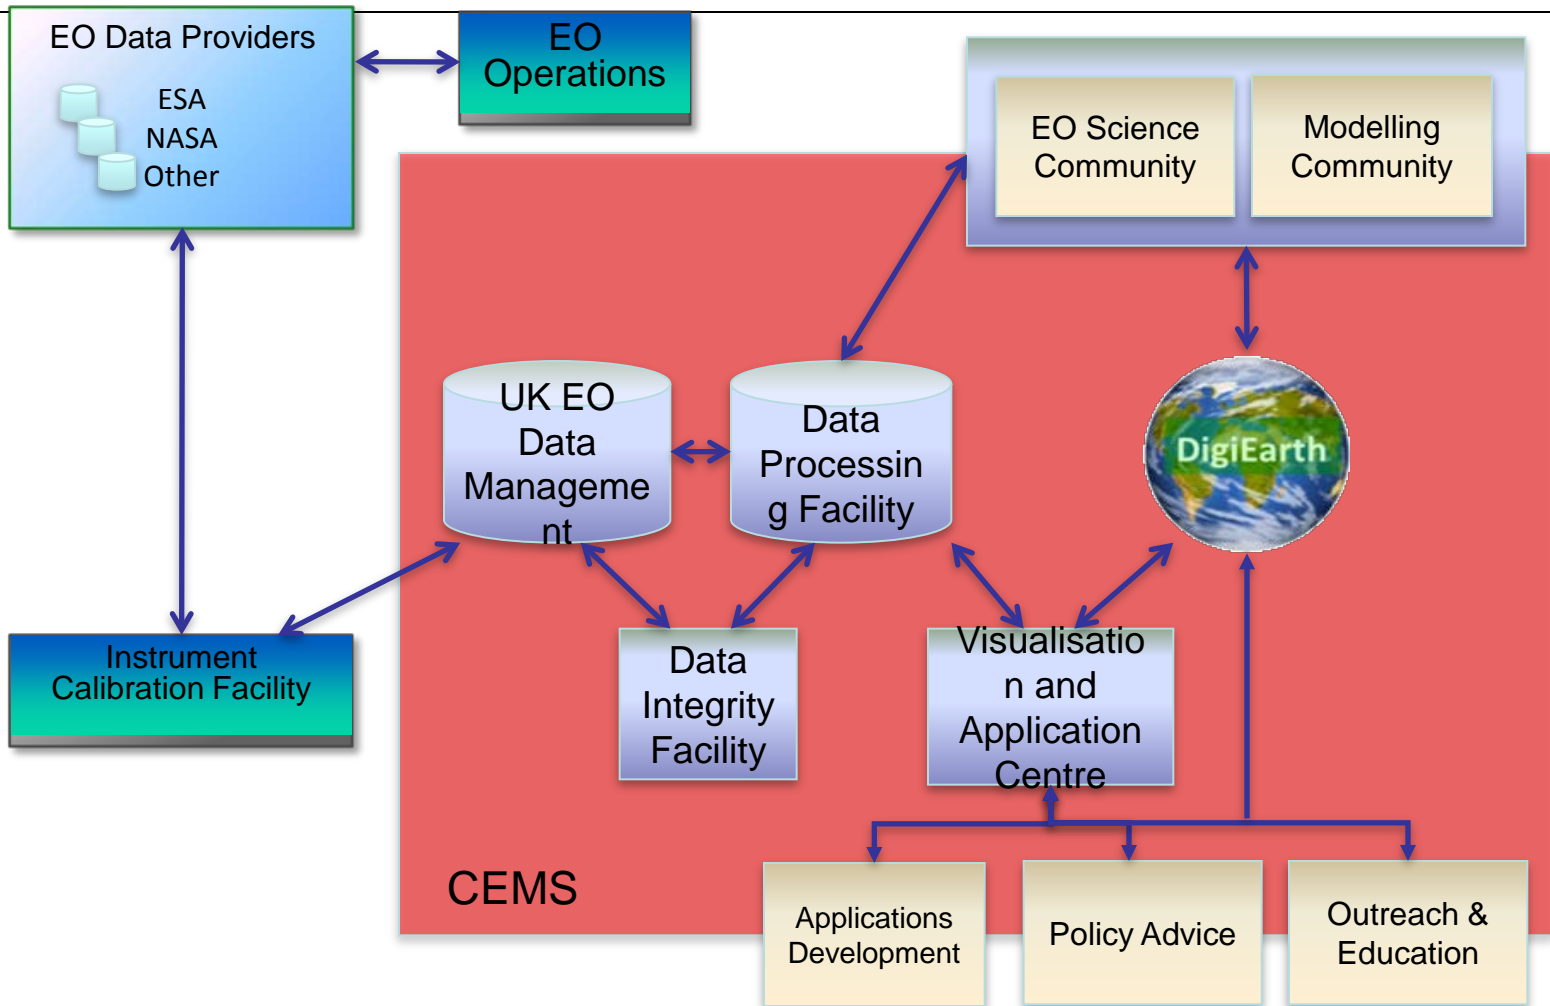 EO Data Providers
ESA
NASA
Other
EO
Operations
EO Science
Community
Modelling
Community
UK EO
Data
Manageme
nt
Data
Processin
g Facility
DigiEarth
Instrument
Calibration Facility
Data
Integrity
Facility
Visualisatio
n and
Application
Centre
CEMS
Applications
Development
Policy Advice
Outreach &
Education